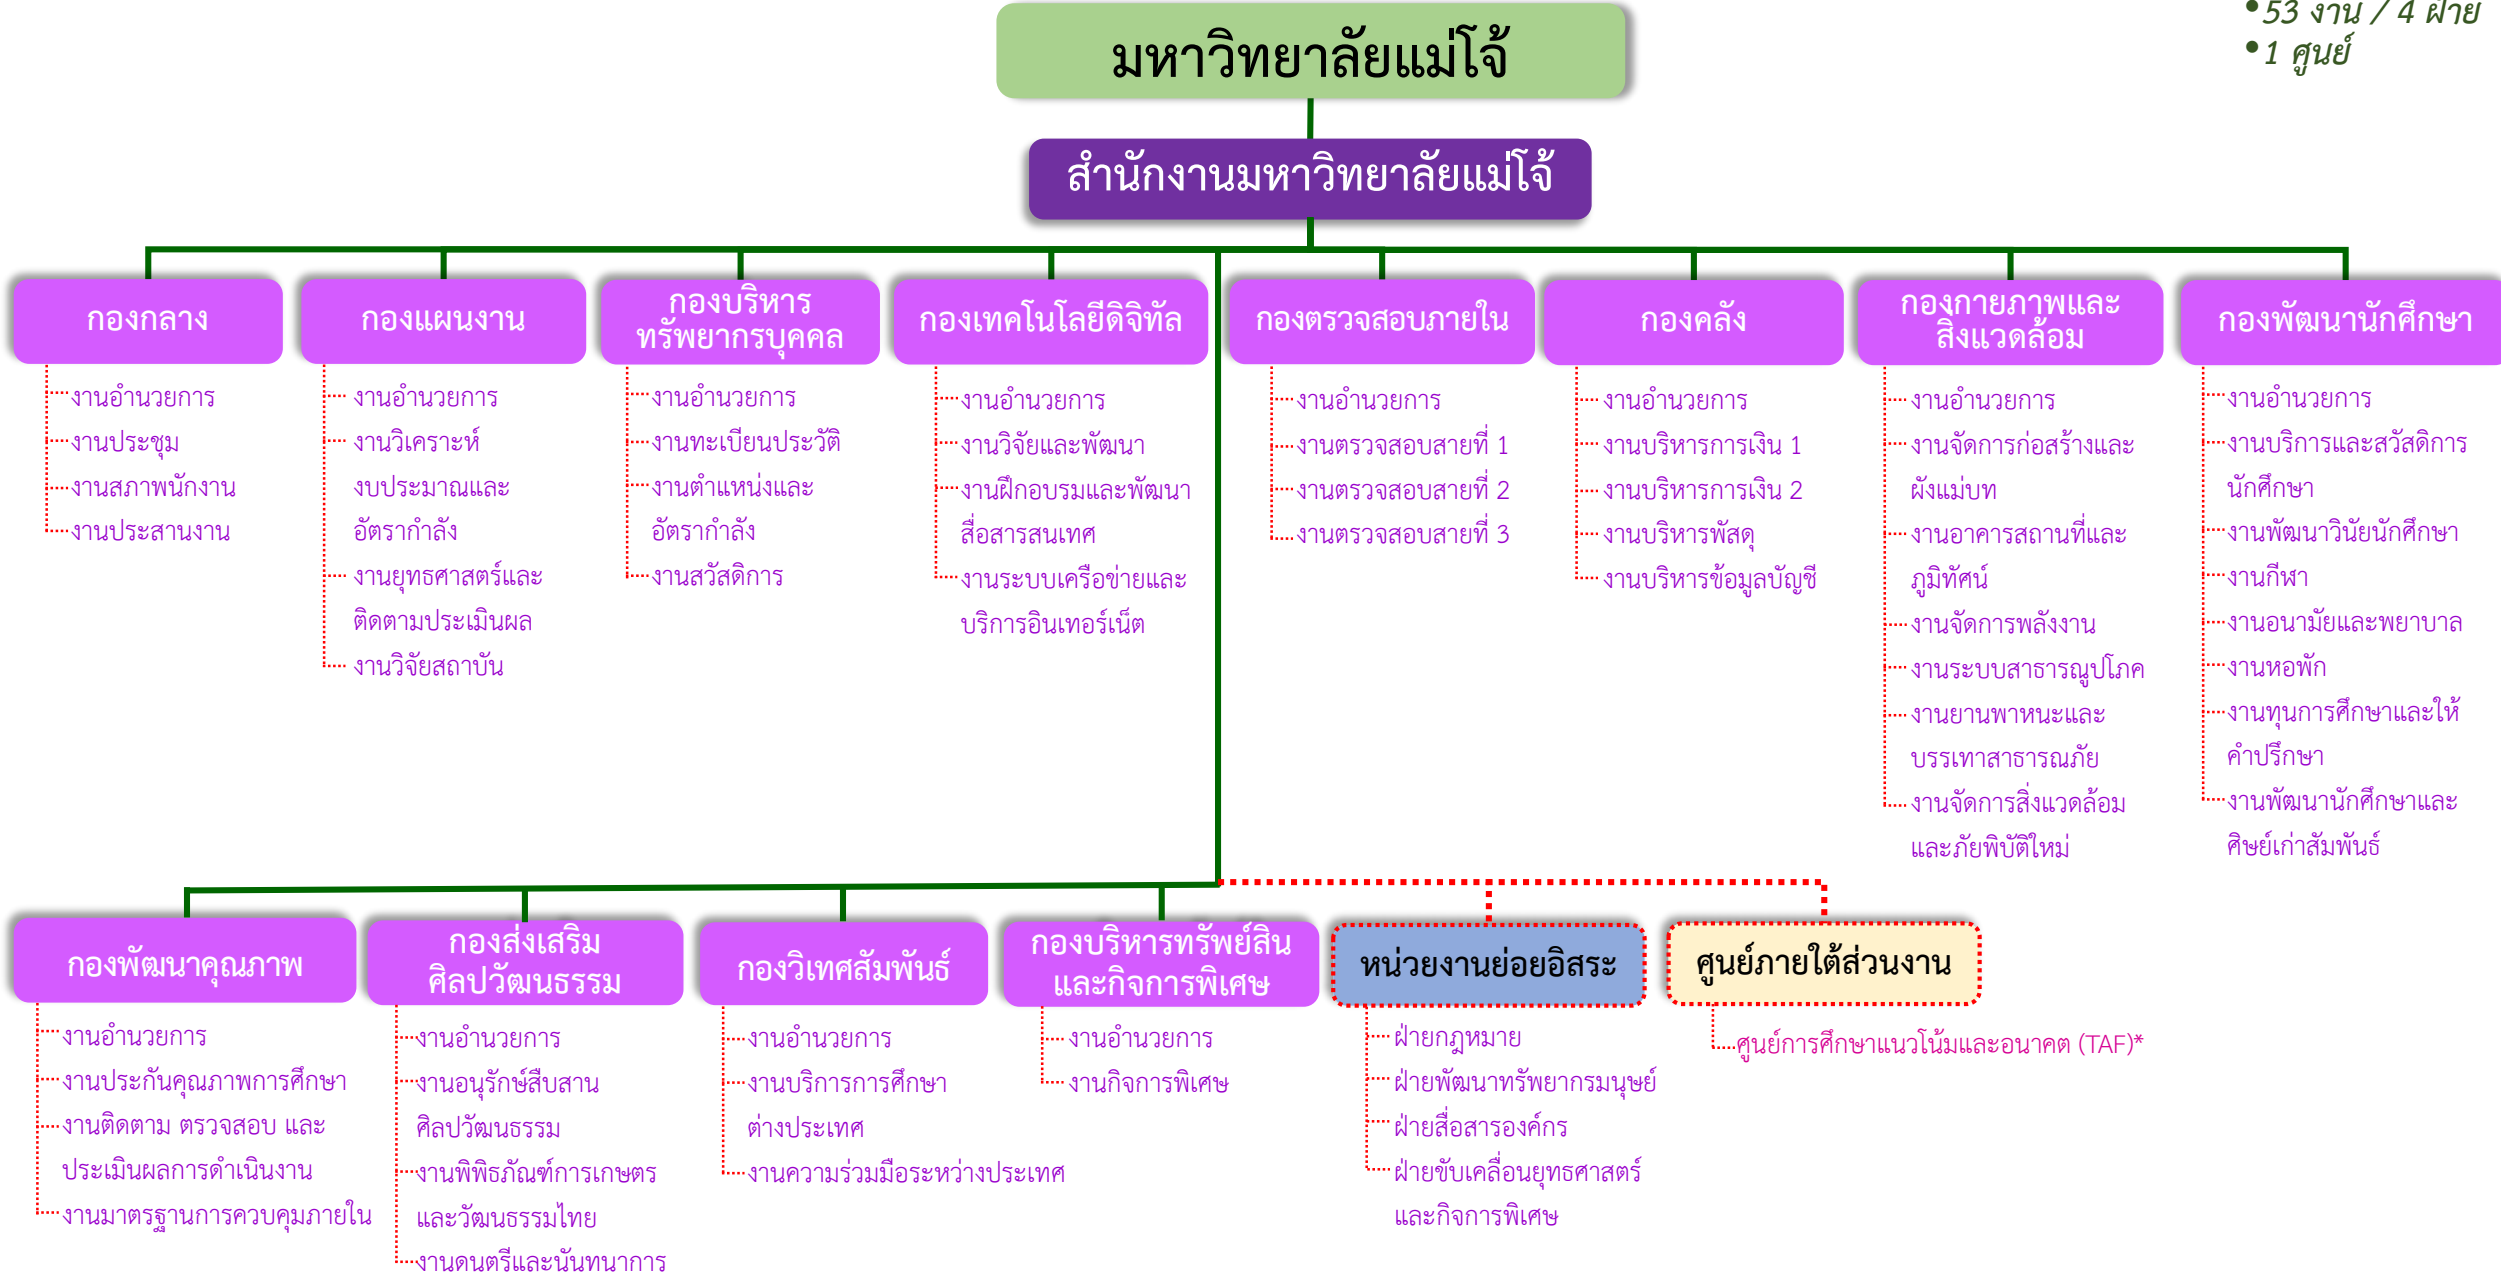 53 งาน / 4 ฝ่าย
1 ศูนย์
มหาวิทยาลัยแม่โจ้
สำนักงานมหาวิทยาลัยแม่โจ้
กองกลาง
งานอำนวยการ
งานประชุม
งานสภาพนักงาน
งานประสานงาน
กองแผนงาน
งานอำนวยการ
งานวิเคราะห์
งบประมาณและ
อัตรากำลัง
งานยุทธศาสตร์และ
ติดตามประเมินผล
งานวิจัยสถาบัน
กองบริหาร
ทรัพยากรบุคคล
งานอำนวยการ
งานทะเบียนประวัติ
งานตำแหน่งและ
อัตรากำลัง
งานสวัสดิการ
กองเทคโนโลยีดิจิทัล
งานอำนวยการ
งานวิจัยและพัฒนา
งานฝึกอบรมและพัฒนา
สื่อสารสนเทศ
งานระบบเครือข่ายและ
บริการอินเทอร์เน็ต
กองตรวจสอบภายใน
งานอำนวยการ
งานตรวจสอบสายที่ 1
งานตรวจสอบสายที่ 2
งานตรวจสอบสายที่ 3
กองคลัง
งานอำนวยการ
งานบริหารการเงิน 1
งานบริหารการเงิน 2
งานบริหารพัสดุ
งานบริหารข้อมูลบัญชี
กองกายภาพและ
สิ่งแวดล้อม
งานอำนวยการ
งานจัดการก่อสร้างและ
ผังแม่บท
งานอาคารสถานที่และ
ภูมิทัศน์
งานจัดการพลังงาน
งานระบบสาธารณูปโภค
งานยานพาหนะและ
บรรเทาสาธารณภัย
งานจัดการสิ่งแวดล้อม
และภัยพิบัติใหม่
กองพัฒนานักศึกษา
งานอำนวยการ
งานบริการและสวัสดิการ
นักศึกษา
งานพัฒนาวินัยนักศึกษา
งานกีฬา
งานอนามัยและพยาบาล
งานหอพัก
งานทุนการศึกษาและให้
คำปรึกษา
งานพัฒนานักศึกษาและ
ศิษย์เก่าสัมพันธ์
กองพัฒนาคุณภาพ
งานอำนวยการ
งานประกันคุณภาพการศึกษา
งานติดตาม ตรวจสอบ และ
ประเมินผลการดำเนินงาน
งานมาตรฐานการควบคุมภายใน
กองส่งเสริม
ศิลปวัฒนธรรม
งานอำนวยการ
งานอนุรักษ์สืบสาน
ศิลปวัฒนธรรม
งานพิพิธภัณฑ์การเกษตร
และวัฒนธรรมไทย
งานดนตรีและนันทนาการ
กองวิเทศสัมพันธ์
งานอำนวยการ
งานบริการการศึกษา
ต่างประเทศ
งานความร่วมมือระหว่างประเทศ
กองบริหารทรัพย์สิน
และกิจการพิเศษ
งานอำนวยการ
งานกิจการพิเศษ
หน่วยงานย่อยอิสระ
ฝ่ายกฎหมาย
ฝ่ายพัฒนาทรัพยากรมนุษย์
ฝ่ายสื่อสารองค์กร
ฝ่ายขับเคลื่อนยุทธศาสตร์
และกิจการพิเศษ
ศูนย์ภายใต้ส่วนงาน
ศูนย์การศึกษาแนวโน้มและอนาคต (TAF)*